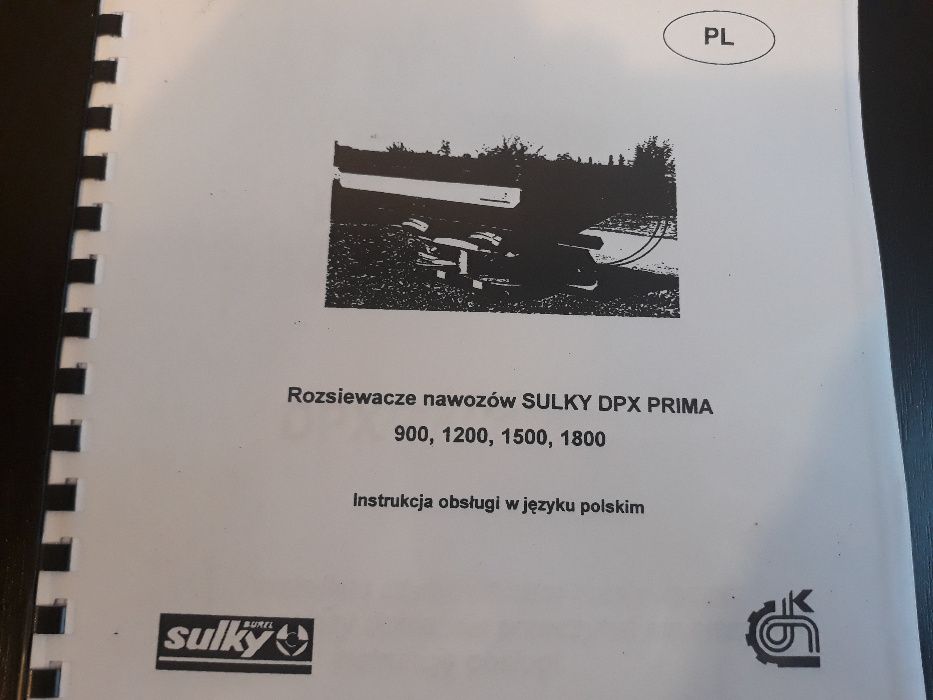 PL
Rozsiewacze nawozów SULKY DPX PRIMA
900, 1200, 1500, 1800
Instrukcja obsługi w języku polskim
BUREL
sulky